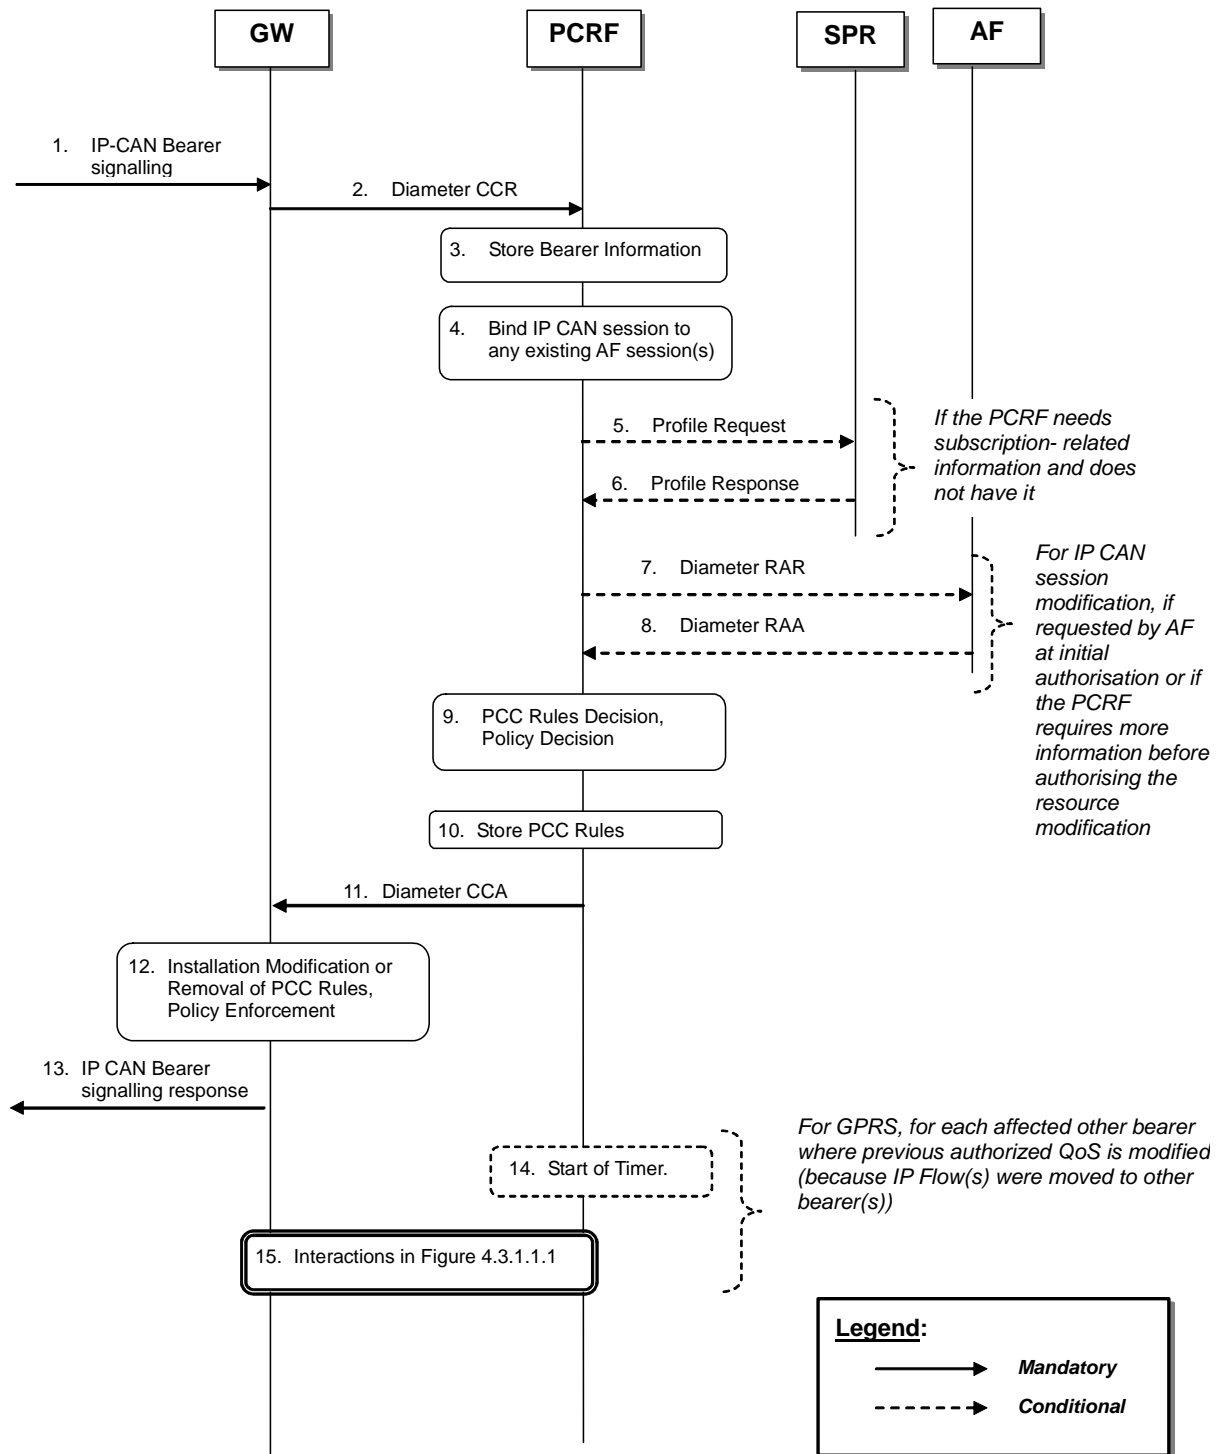 GW
PCRF
SPR
AF
1. IP-CAN Bearer
signalling
2. Diameter CCR
3. Store Bearer Information
4. Bind IP CAN session to
any existing AF session(s)
5. Profile Request
6. Profile Response
If the PCRF needs
subscription- related
information and does
not have it
7. Diameter RAR
8. Diameter RAA
For IP CAN
session
modification, if
requested by AF
at initial
authorisation or if
the PCRF
requires more
information before
authorising the
resource
modification
9. PCC Rules Decision,
Policy Decision
10. Store PCC Rules
11. Diameter CCA
12. Installation Modification or
Removal of PCC Rules,
Policy Enforcement
13. IP CAN Bearer
signalling response
For GPRS, for each affected other bearer
where previous authorized QoS is modified
(because IP Flow(s) were moved to other
bearer(s))
14. Start of Timer.
15. Interactions in Figure 4.3.1.1.1
Legend:
Mandatory
Conditional